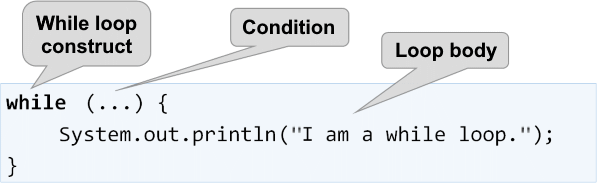 While loop
construct
Condition
Loop body
while (...) {
    System.out.println("I am a while loop.");
}